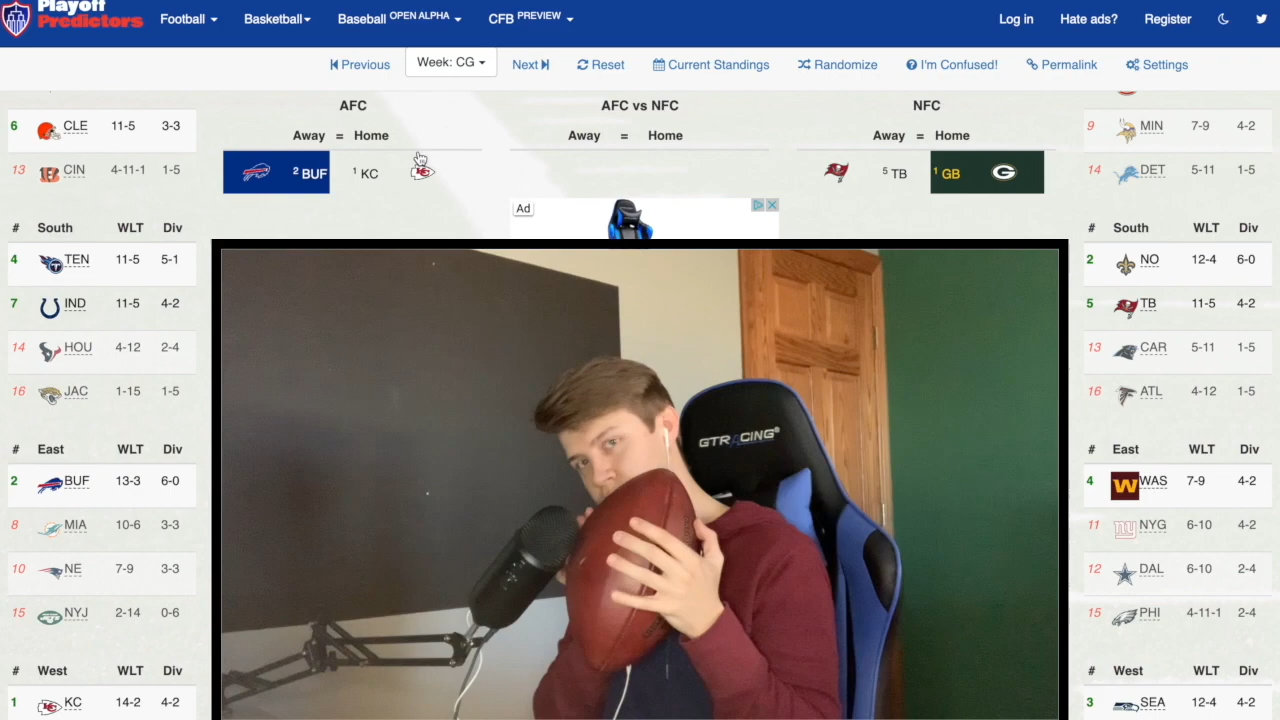 Playoff
Predictors
Football
Basketball
Baseball OPEN ALPHA
CFB PREVIEW
Log in
Hate ads?
Register
Previous
Week: CG
Next
Reset
Current Standings
Randomize
I'm Confused!
Permalink
Settings
AFC
Away = Home
2 BUF
1 KC
AFC vs NFC
Away = Home
NFC
Away = Home
5 TB
1 GB
Ad
6 CLE 11-5 3-3
13 CIN 4-11-1 1-5
# South WLT Div
4 TEN 11-5 5-1
7 IND 11-5 4-2
14 HOU 4-12 2-4
16 JAC 1-15 1-5
# East WLT Div
2 BUF 13-3 6-0
8 MIA 10-6 3-3
10 NE 7-9 3-3
15 NYJ 2-14 0-6
# West WLT Div
1 KC 14-2 4-2
9 MIN 7-9 4-2
14 DET 5-11 1-5
# South WLT Div
2 NO 12-4 6-0
5 TB 11-5 4-2
13 CAR 5-11 1-5
16 ATL 4-12 1-5
# East WLT Div
4 W WAS 7-9 4-2
11 NYG 6-10 4-2
12 DAL 6-10 2-4
15 PHI 4-11-1 2-4
# West WLT Div
3 SEA 12-4 4-2
GTRACING